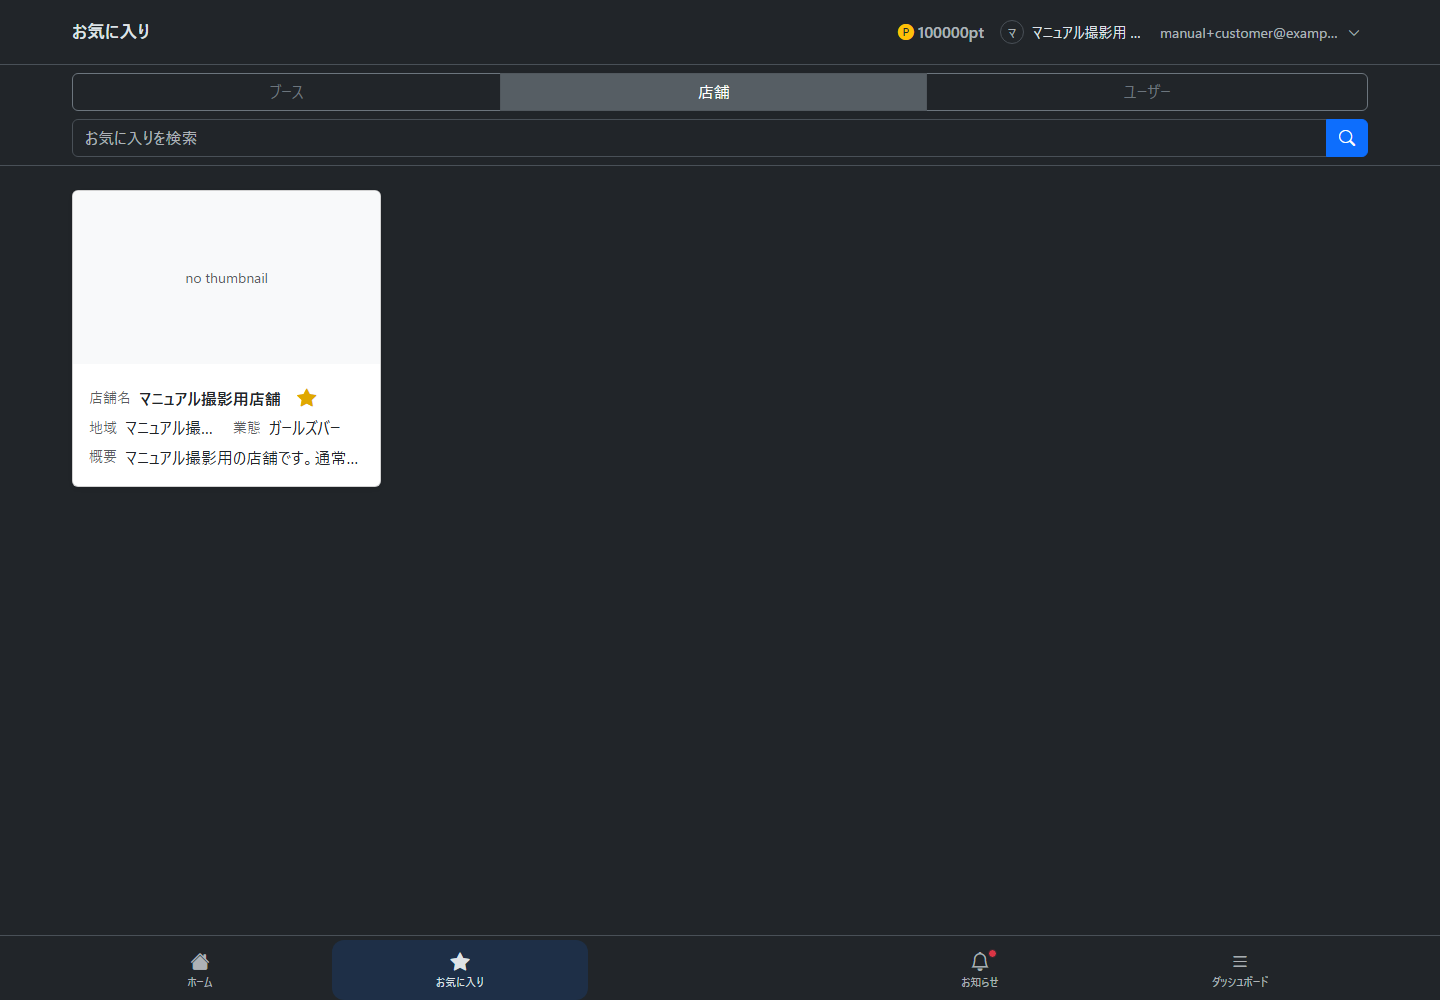 お気に入り
P 100000pt マ マニュアル撮影用 ... manual+customer@examp...
ブース 店舗 ユーザー
お気に入りを検索
no thumbnail
店舗名 マニュアル撮影用店舗
地域 マニュアル撮... 業態 ガールズバー
概要 マニュアル撮影用の店舗です。通常...
ホーム お気に入り お知らせ ダッシュボード